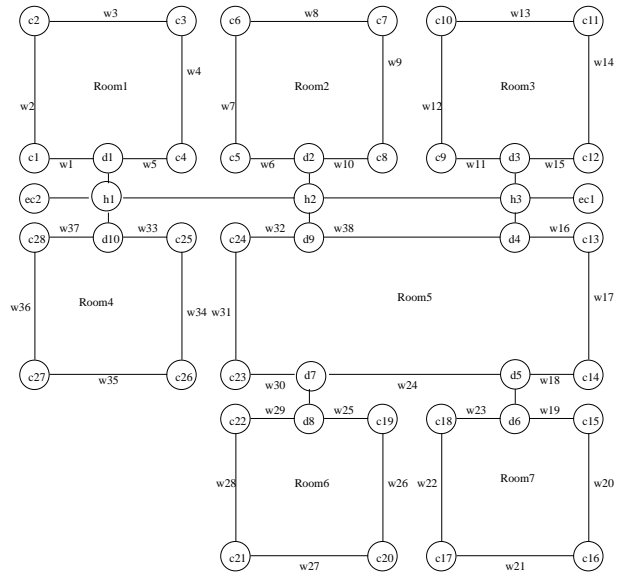 w3 w8 w13
c2 c3 c6 c7 c10 c11
w4 w9 w14
Room1 Room2 Room3
w2 w7 w12
c1 w1 d1 w5 c4 c5 w6 d2 w10 c8 c9 w11 d3 w15 c12
ec2 h1 h2 h3 ec1
c28 w37 d10 w33 c25 c24 w32 d9 w38 d4 w16 c13
Room4 Room5 w17
w36 w34 w31
c27 w35 c26 c23 w30 d7 w24 d5 w18 c14
c22 w29 d8 w25 c19 c18 w23 d6 w19 c15
w28 Room6 w26 w22 Room7 w20
c21 w27 c20 c17 w21 c16